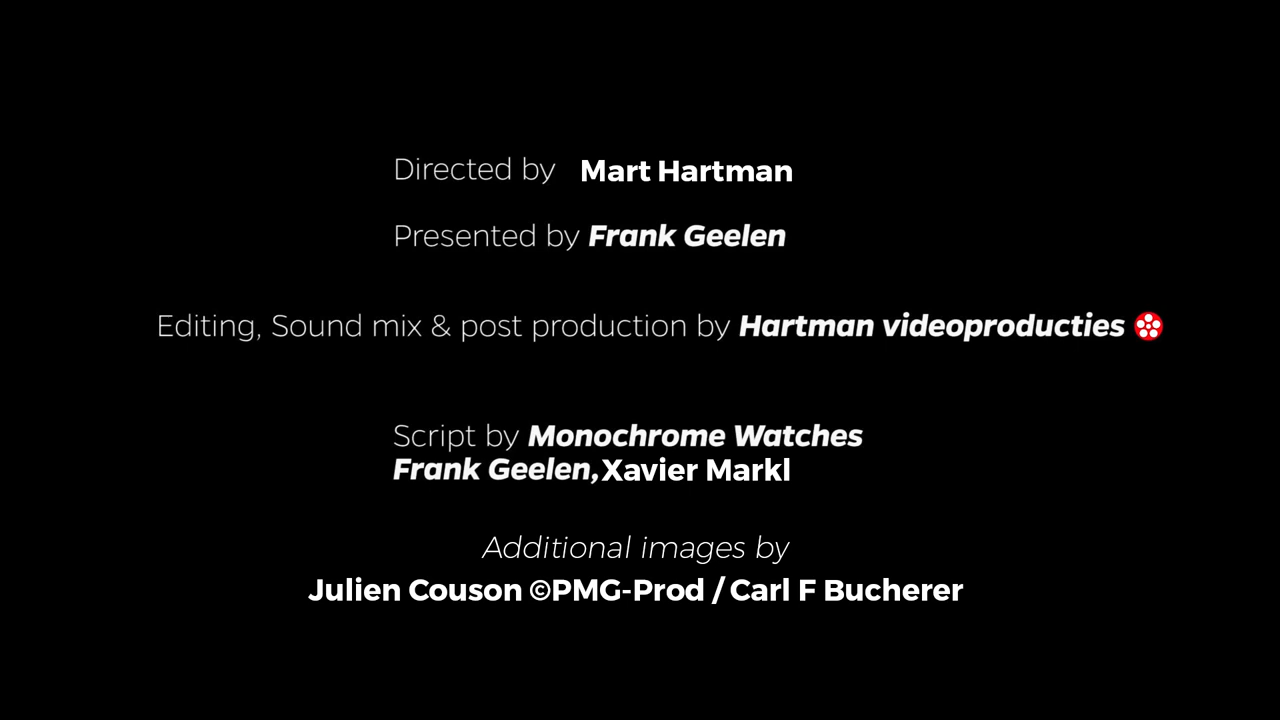 Directed by Mart Hartman
Presented by Frank Geelen
Editing, Sound mix & post production by Hartman videoproducties
Script by Monochrome Watches
Frank Geelen, Xavier Markl
Additional images by
Julien Couson ©PMG-Prod / Carl F Bucherer